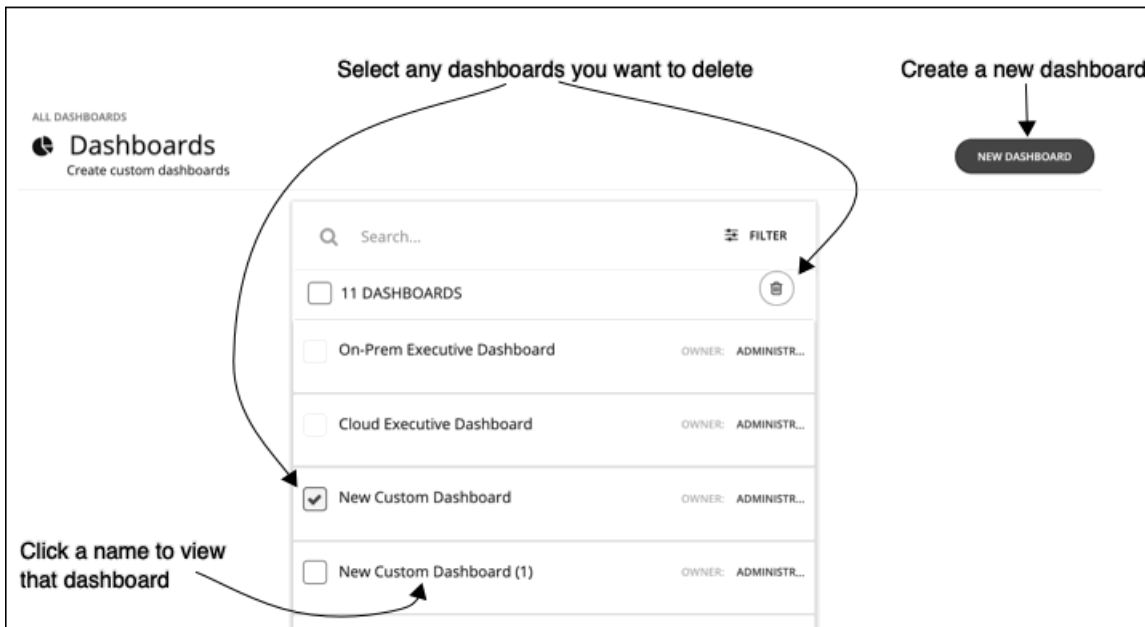 Select any dashboards you want to delete
Create a new dashboard
ALL DASHBOARDS
Dashboards
Create custom dashboards
NEW DASHBOARD
Search...
FILTER
11 DASHBOARDS
On-Prem Executive Dashboard OWNER: ADMINISTR...
Cloud Executive Dashboard OWNER: ADMINISTR...
New Custom Dashboard OWNER: ADMINISTR...
Click a name to view
that dashboard
New Custom Dashboard (1) OWNER: ADMINISTR...